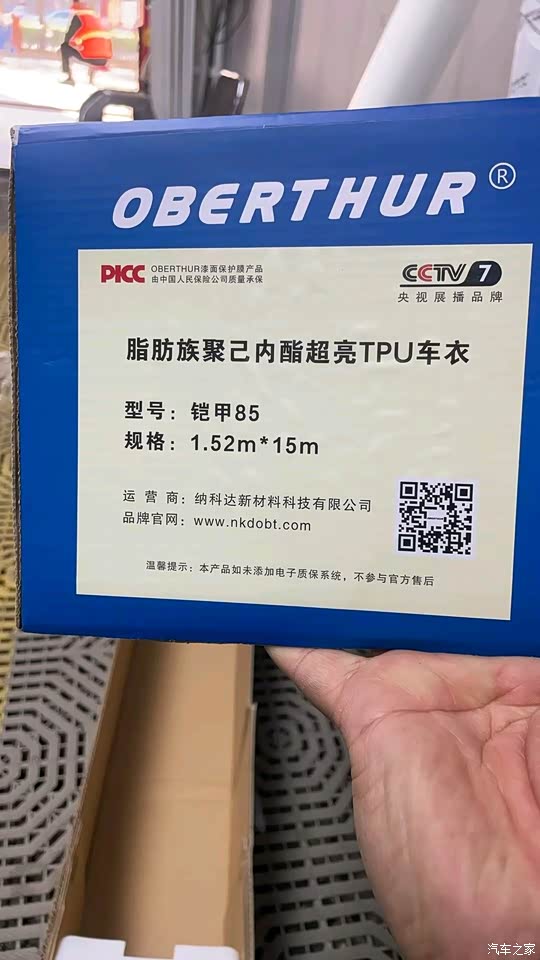 OBERTHUR®
PICC
OBERTHUR漆面保护膜产品
由中国人民保险公司质量承保
CCTV 7
央视展播品牌
脂肪族聚己内酯超亮TPU车衣
型号：铠甲85
规格：1.52m*15m
运 营 商：纳科达新材料科技有限公司
品牌官网：www.nkdobt.com
温馨提示：本产品如未添加电子质保系统，不参与官方售后
汽车之家